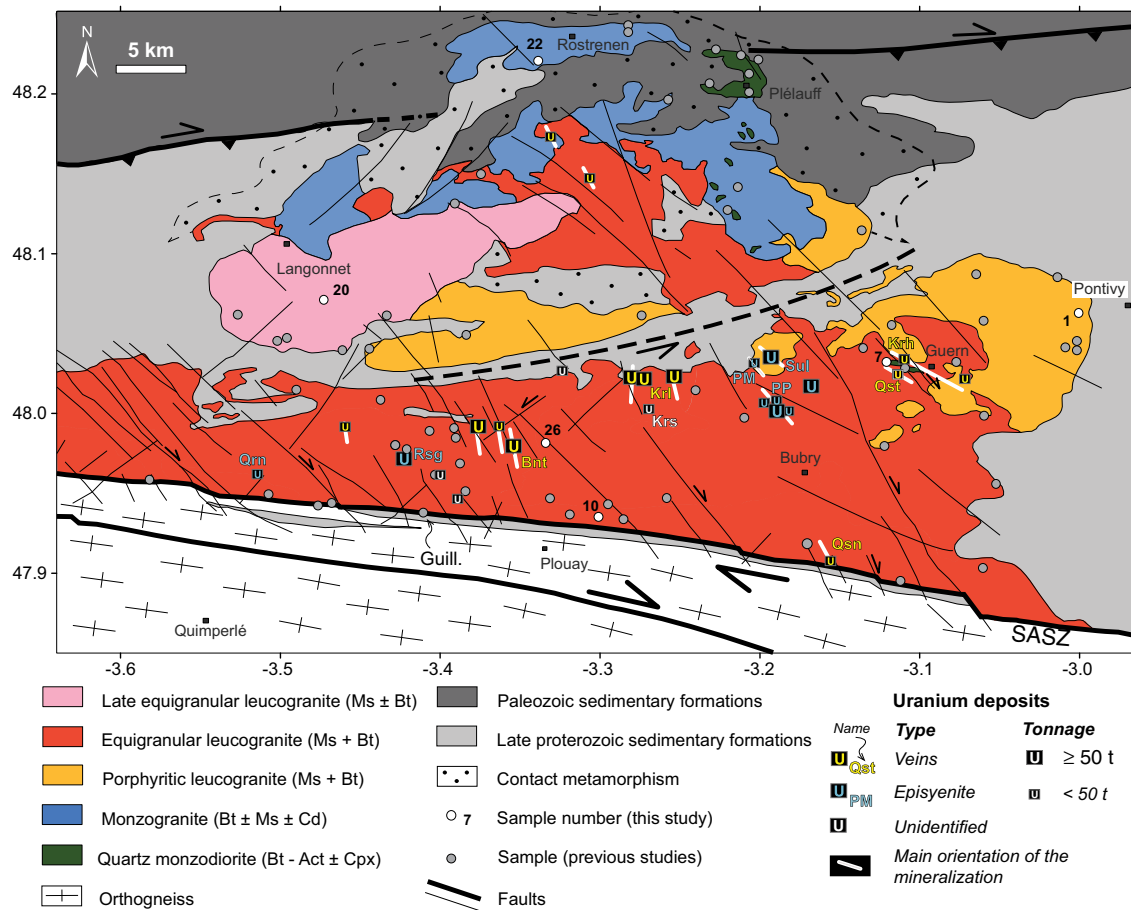 N
5 km
22
Rostrenen
Plélauff
48.2
48.1
48.0
47.9
Langonnet
20
Pontivy
1
Krh
7
Guern
Qst
Sul
PM
PP
Krl
Krs
Qrn
Rsg
26
Bnt
Bubry
10
Qsn
Guill.
Plouay
Quimperlé
SASZ
-3.6
-3.5
-3.4
-3.3
-3.2
-3.1
-3.0
Late equigranular leucogranite (Ms ± Bt)
Equigranular leucogranite (Ms + Bt)
Porphyritic leucogranite (Ms + Bt)
Monzogranite (Bt ± Ms ± Cd)
Quartz monzodiorite (Bt - Act ± Cpx)
Orthogneiss
Paleozoic sedimentary formations
Late proterozoic sedimentary formations
Contact metamorphism
7 Sample number (this study)
Sample (previous studies)
Faults
Uranium deposits
Name Type Tonnage
U Qst Veins U ≥ 50 t
U PM Episyenite U < 50 t
U Unidentified
Main orientation of the
mineralization